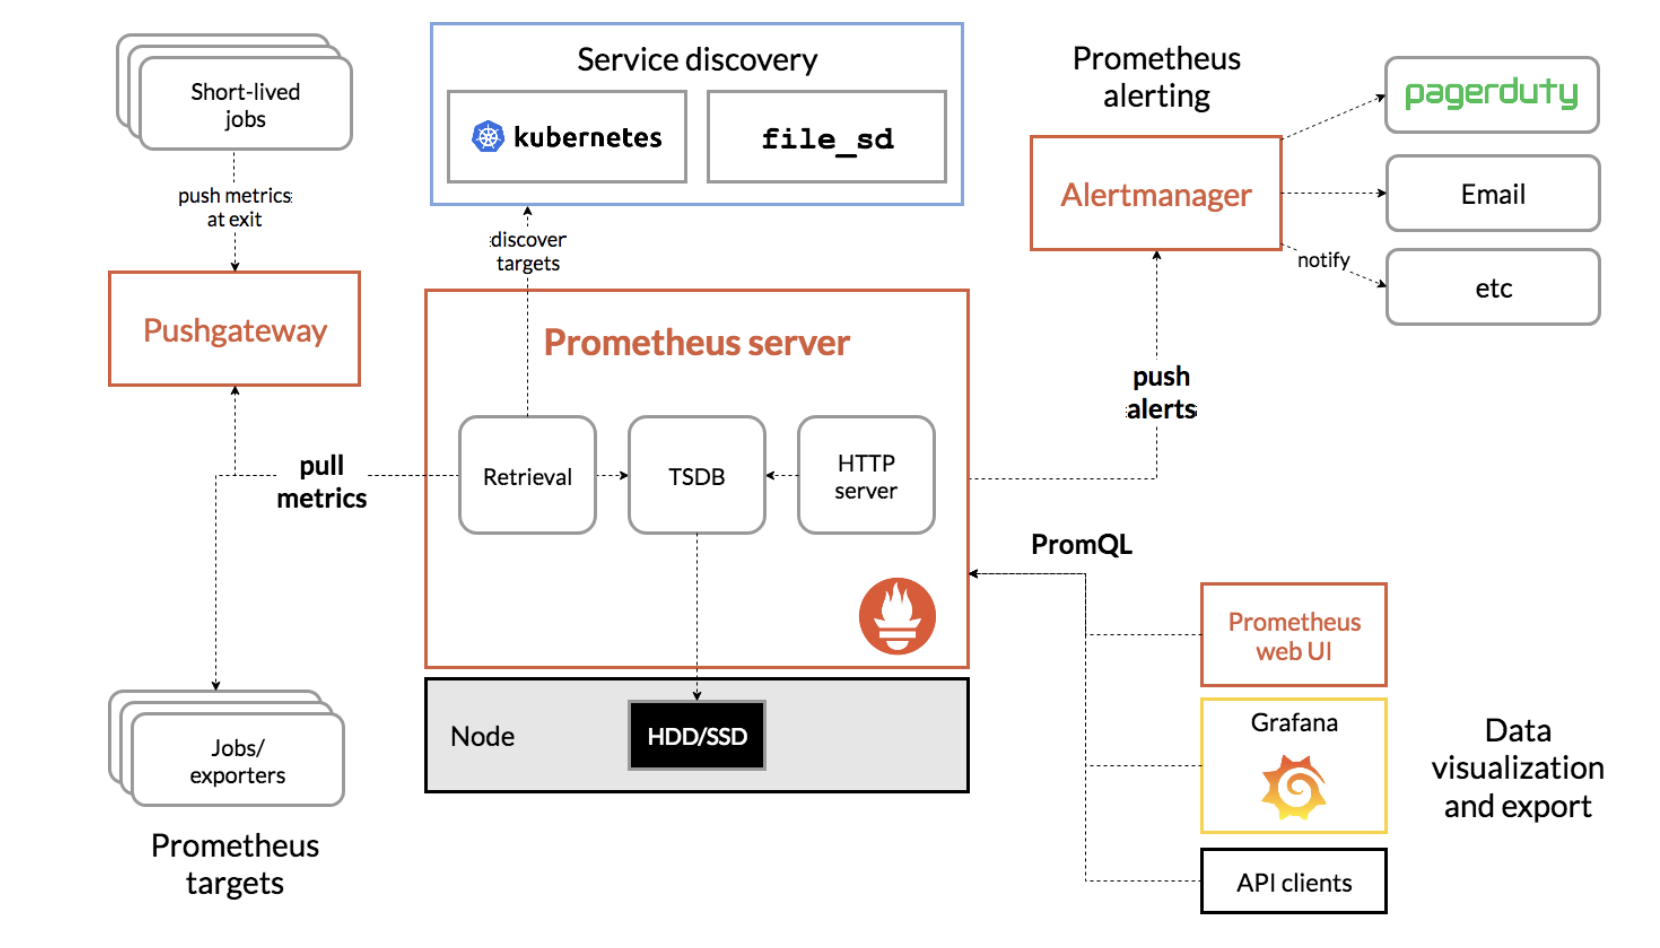 Short-lived
jobs
push metrics
at exit
Pushgateway
pull
metrics
Jobs/
exporters
Prometheus
targets
Service discovery
kubernetes
file_sd
discover
targets
Prometheus server
Retrieval
TSDB
HTTP
server
Node
HDD/SSD
Prometheus
alerting
Alertmanager
pagerduty
Email
etc
notify
push
alerts
PromQL
Prometheus
web UI
Grafana
API clients
Data
visualization
and export